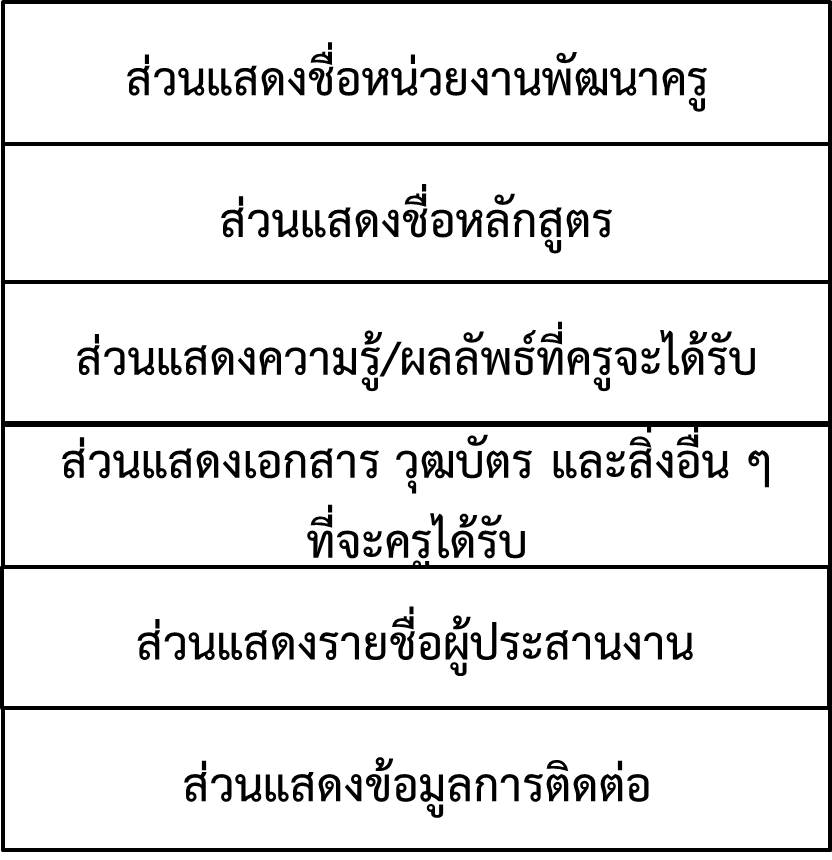 ส่วนแสดงชื่อหน่วยงานพัฒนาครู
ส่วนแสดงชื่อหลักสูตร
ส่วนแสดงความรู้/ผลลัพธ์ที่ครูจะได้รับ
ส่วนแสดงเอกสาร วุฒบัตร และสิ่งอื่น ๆ
ที่จะครูได้รับ
ส่วนแสดงรายชื่อผู้ประสานงาน
ส่วนแสดงข้อมูลการติดต่อ